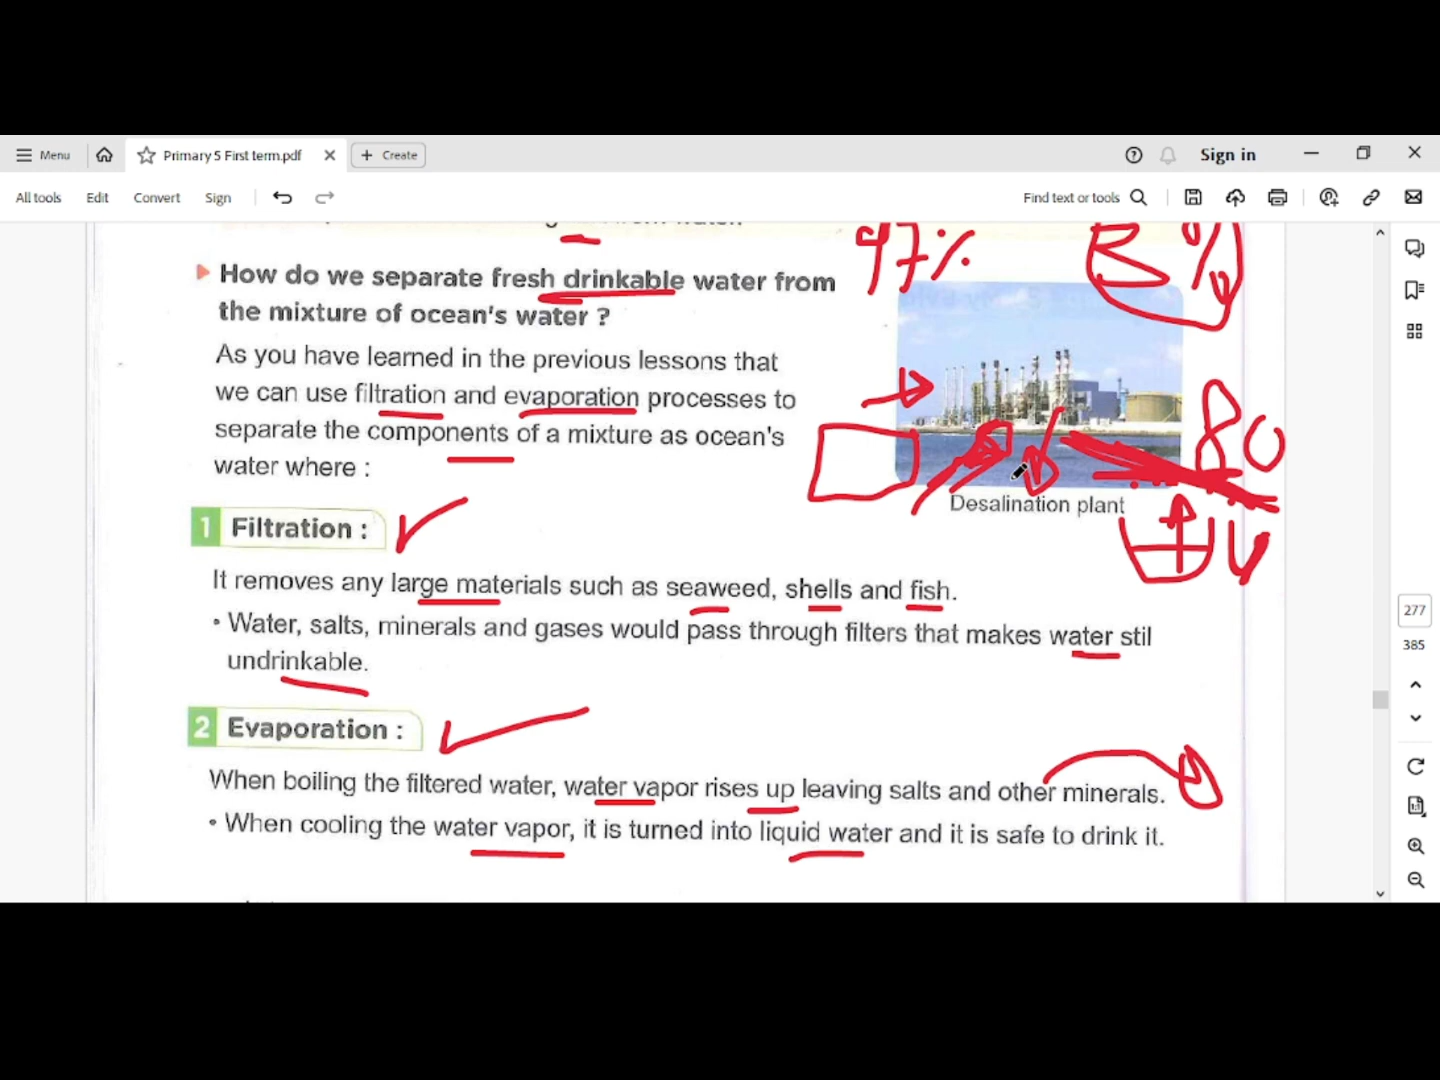 Menu
Primary 5 First term.pdf
Create
Sign in
All tools
Edit
Convert
Sign
Find text or tools
97%
3%
How do we separate fresh drinkable water from
the mixture of ocean's water ?
As you have learned in the previous lessons that
we can use filtration and evaporation processes to
separate the components of a mixture as ocean's
water where :
80
Desalination plant
1 Filtration :
It removes any large materials such as seaweed, shells and fish.
• Water, salts, minerals and gases would pass through filters that makes water stil
undrinkable.
2 Evaporation :
When boiling the filtered water, water vapor rises up leaving salts and other minerals.
• When cooling the water vapor, it is turned into liquid water and it is safe to drink it.
277
385